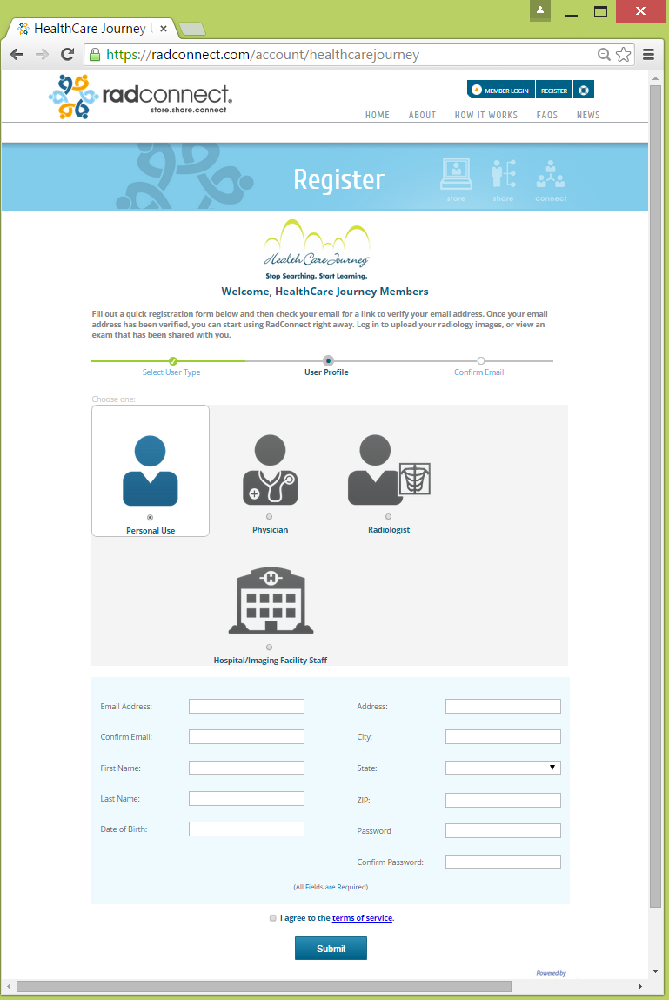 HealthCare Journey
https://radconnect.com/account/healthcarejourney
radconnect.
store.share.connect
MEMBER LOGIN
REGISTER
HOME
ABOUT
HOW IT WORKS
FAQS
NEWS
Register
store
share
connect
HealthCareJourney
Stop Searching. Start Learning.
Welcome, HealthCare Journey Members
Fill out a quick registration form below and then check your email for a link to verify your email address. Once your email
address has been verified, you can start using RadConnect right away. Log in to upload your radiology images, or view an
exam that has been shared with you.
Select User Type
User Profile
Confirm Email
Choose one:
Personal Use
Physician
Radiologist
H
Hospital/Imaging Facility Staff
Email Address:
Confirm Email:
First Name:
Last Name:
Date of Birth:
Address:
City:
State:
ZIP:
Password
Confirm Password:
(All Fields are Required)
I agree to the terms of service.
Submit
Powered by